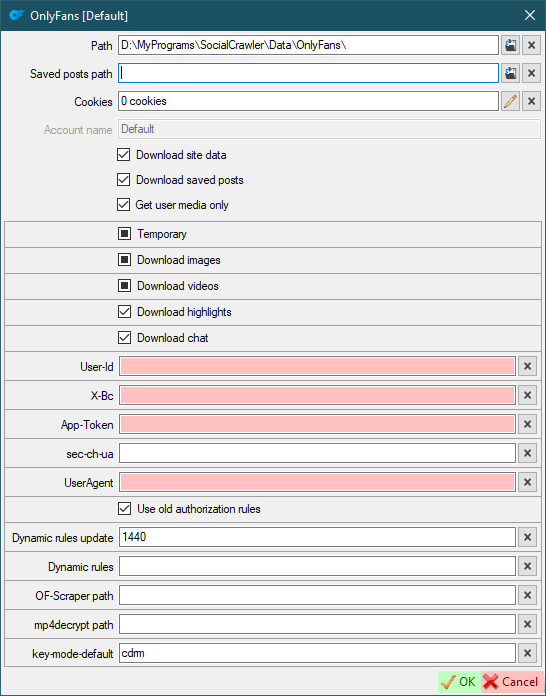 OnlyFans [Default]
Path D:\MyPrograms\SocialCrawler\Data\OnlyFans\
Saved posts path
Cookies 0 cookies
Account name Default
Download site data
Download saved posts
Get user media only
Temporary
Download images
Download videos
Download highlights
Download chat
User-Id
X-Bc
App-Token
sec-ch-ua
UserAgent
Use old authorization rules
Dynamic rules update 1440
Dynamic rules
OF-Scraper path
mp4decrypt path
key-mode-default cdrm
OK Cancel